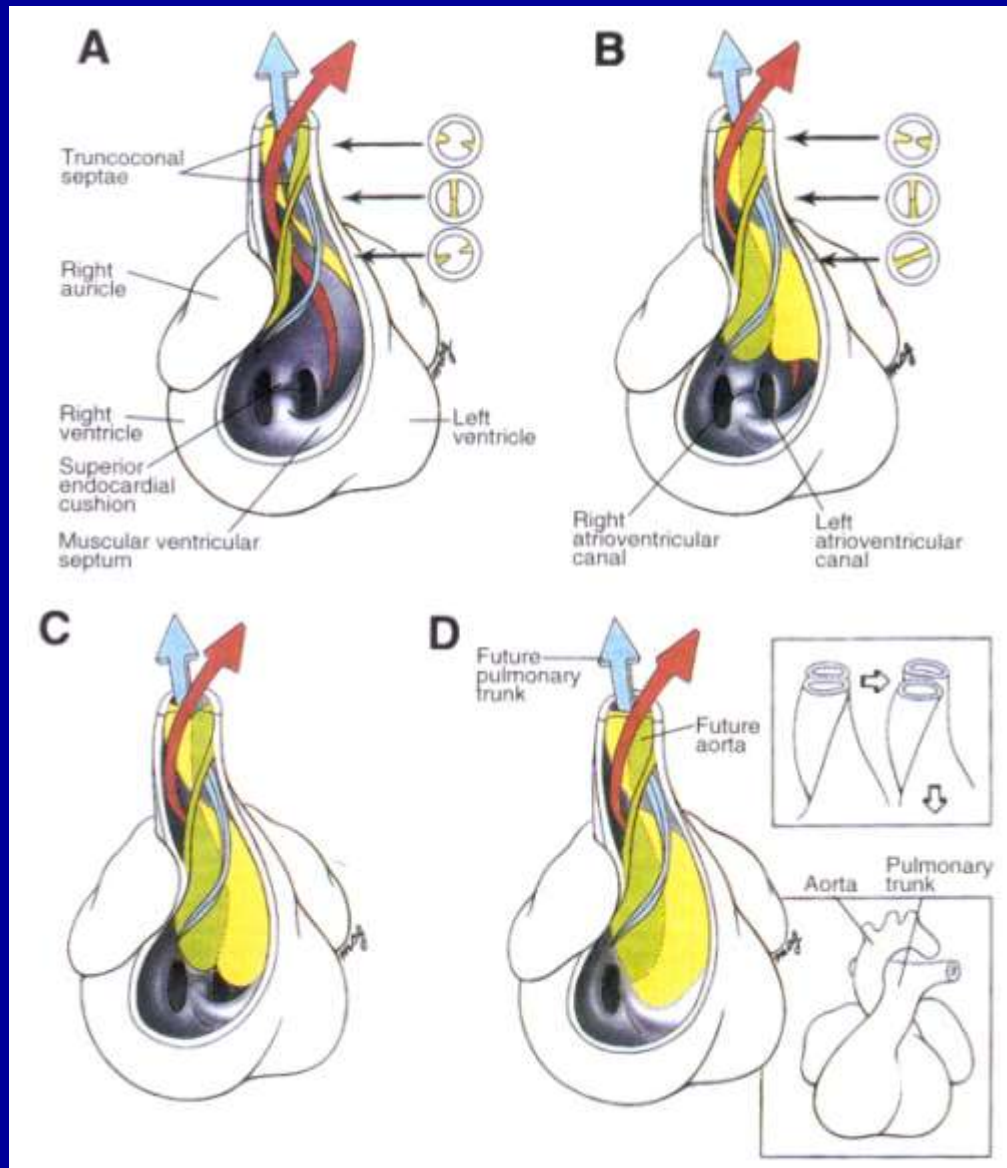 A
Truncoconal
septae
Right
auricle
Right
ventricle
Superior
endocardial
cushion
Muscular ventricular
septum
Left
ventricle
B
Right
atrioventricular
canal
Left
atrioventricular
canal
C
D
Future
pulmonary
trunk
Future
aorta
Aorta
Pulmonary
trunk